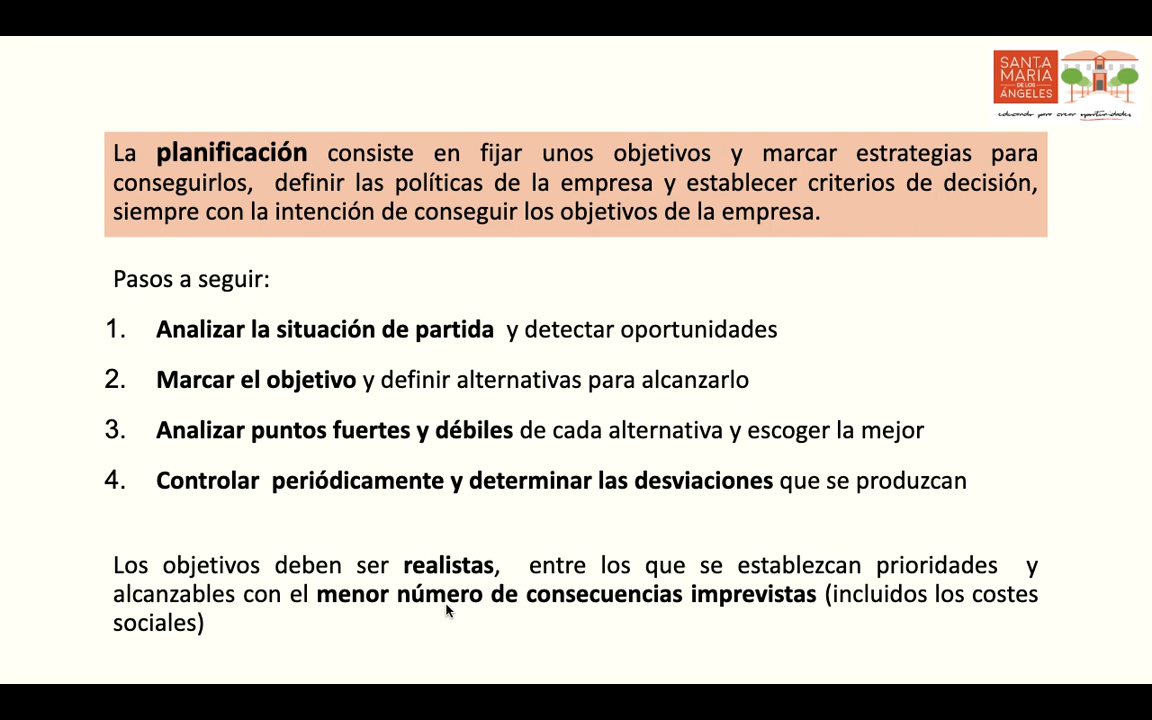 SANTA
MARIA
DE LOS
ÁNGELES
educando para crear oportunidades
La planificación consiste en fijar unos objetivos y marcar estrategias para
conseguirlos, definir las políticas de la empresa y establecer criterios de decisión,
siempre con la intención de conseguir los objetivos de la empresa.
Pasos a seguir:
1. Analizar la situación de partida y detectar oportunidades
2. Marcar el objetivo y definir alternativas para alcanzarlo
3. Analizar puntos fuertes y débiles de cada alternativa y escoger la mejor
4. Controlar periódicamente y determinar las desviaciones que se produzcan
Los objetivos deben ser realistas, entre los que se establezcan prioridades y
alcanzables con el menor número de consecuencias imprevistas (incluidos los costes
sociales)